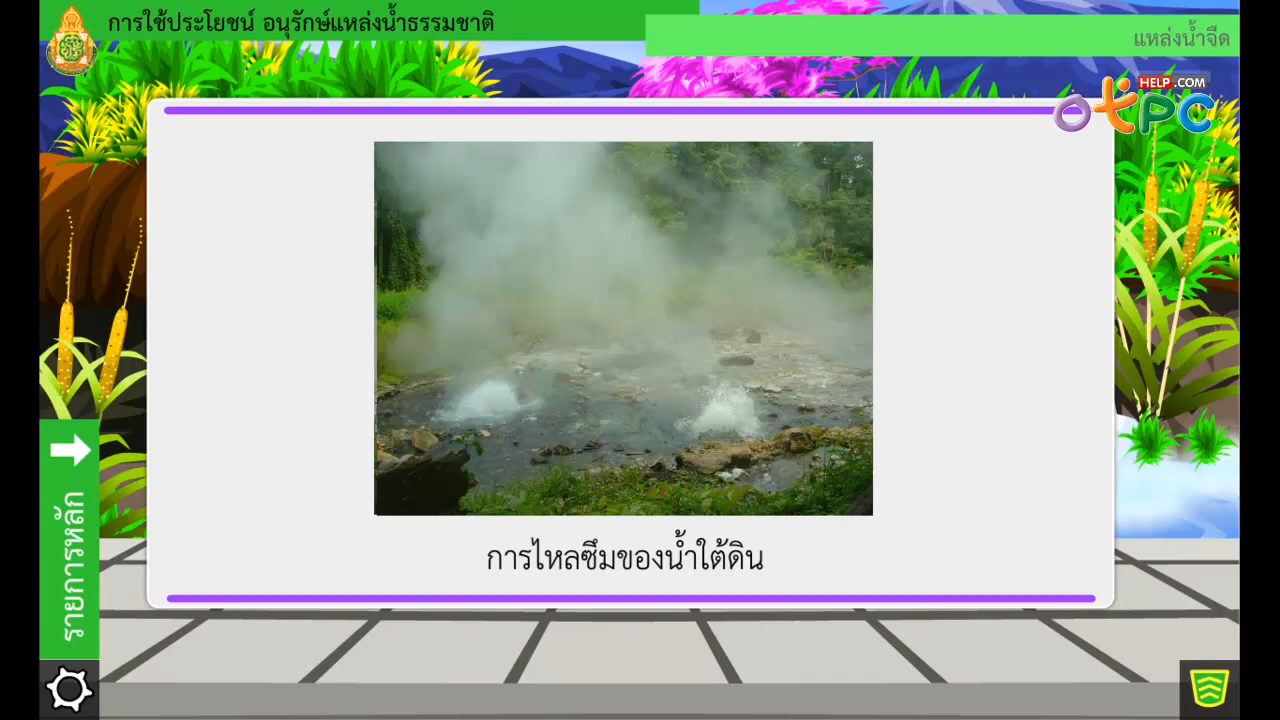 การใช้ประโยชน์ อนุรักษ์แหล่งน้ำธรรมชาติ
แหล่งน้ำจืด
HELP .COM
OTPC
การไหลซึมของน้ำใต้ดิน
รายการหลัก